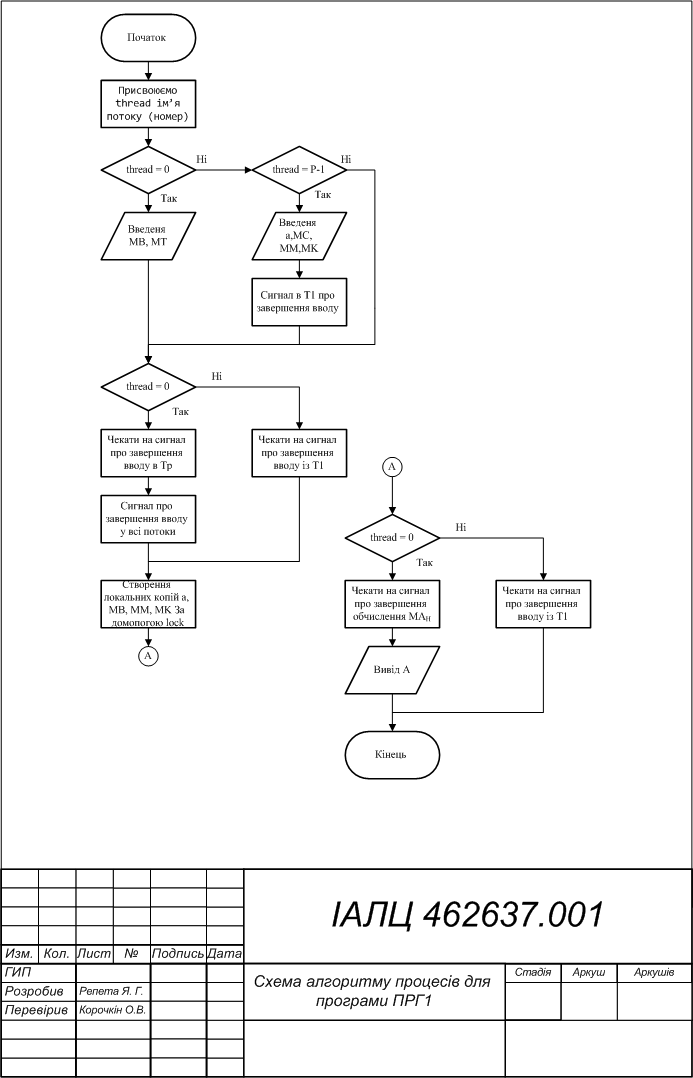 Початок
Присвоюємо
thread ім'я
потоку (номер)
thread = 0
Ні
thread = P-1
Ні
Так
Так
Введеня
MB, MT
Введеня
a,MC,
MM,MK
Сигнал в T1 про
завершення вводу
thread = 0
Ні
Так
Чекати на сигнал
про завершення
вводу в Tp
Чекати на сигнал
про завершення
вводу із T1
Сигнал про
завершення вводу
у всі потоки
Створення
локальних копій a,
MB, MM, MK За
домопогою lock
A
A
thread = 0
Ні
Так
Чекати на сигнал
про завершення
обчислення MAН
Чекати на сигнал
про завершення
вводу із T1
Вивід A
Кінець
ІАЛЦ 462637.001
Изм. Кол. Лист № Подпись Дата
ГИП
Розробив Репета Я. Г.
Перевірив Корочкін О.В.
Схема алгоритму процесів для
програми ПРГ1
Стадія Аркуш Аркушів